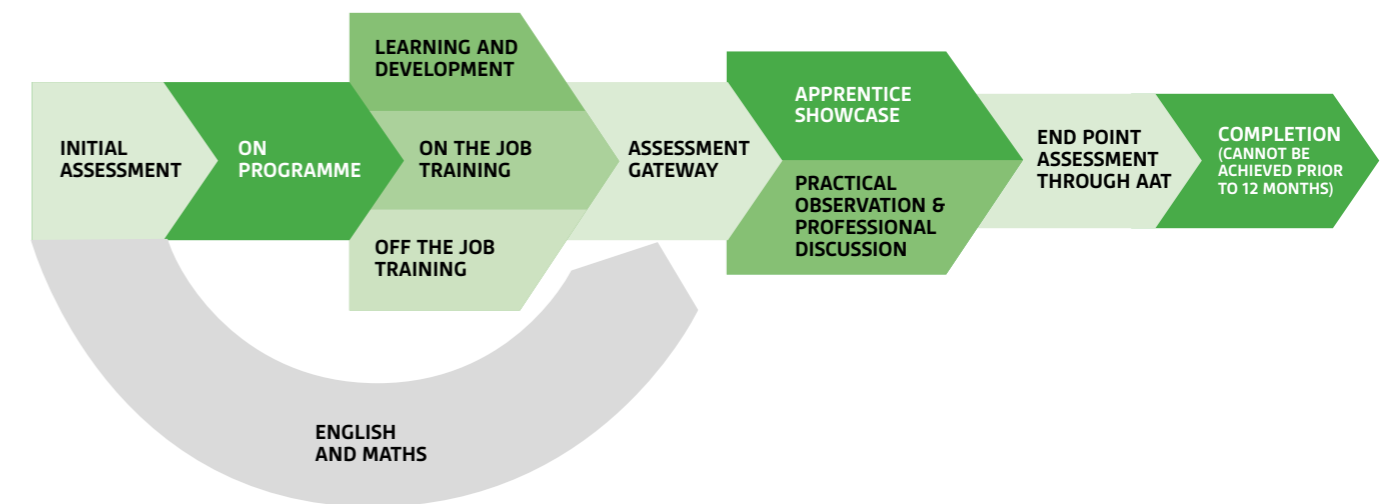 INITIAL
ASSESSMENT
ON
PROGRAMME
LEARNING AND
DEVELOPMENT
ON THE JOB
TRAINING
OFF THE JOB
TRAINING
ASSESSMENT
GATEWAY
APPRENTICE
SHOWCASE
PRACTICAL
OBSERVATION &
PROFESSIONAL
DISCUSSION
END POINT
ASSESSMENT
THROUGH AAT
COMPLETION
(CANNOT BE
ACHIEVED PRIOR
TO 12 MONTHS)
ENGLISH
AND MATHS